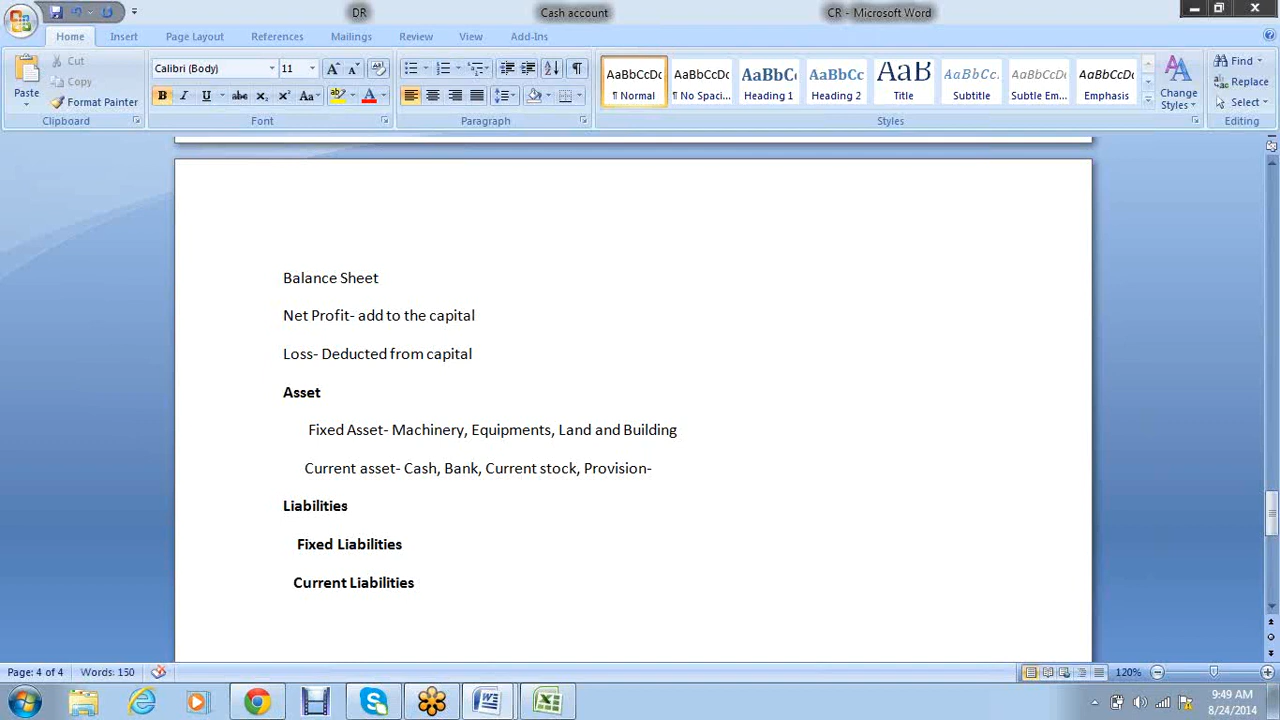 DR Cash account CR - Microsoft Word
Home Insert Page Layout References Mailings Review View Add-Ins
Paste
Cut
Copy
Format Painter
Clipboard
Calibri (Body) 11
Font
Paragraph
AaBbCcDc AaBbCcDc AaBbC AaBbCc AaB AaBbCc. AaBbCcDc AaBbCcDc
¶ Normal ¶ No Spaci... Heading 1 Heading 2 Title Subtitle Subtle Em... Emphasis
Change Styles
Styles
Find
Replace
Select
Editing
Balance Sheet
Net Profit- add to the capital
Loss- Deducted from capital
Asset
Fixed Asset- Machinery, Equipments, Land and Building
Current asset- Cash, Bank, Current stock, Provision-
Liabilities
Fixed Liabilities
Current Liabilities
Page: 4 of 4 Words: 150 120%
9:49 AM
8/24/2014